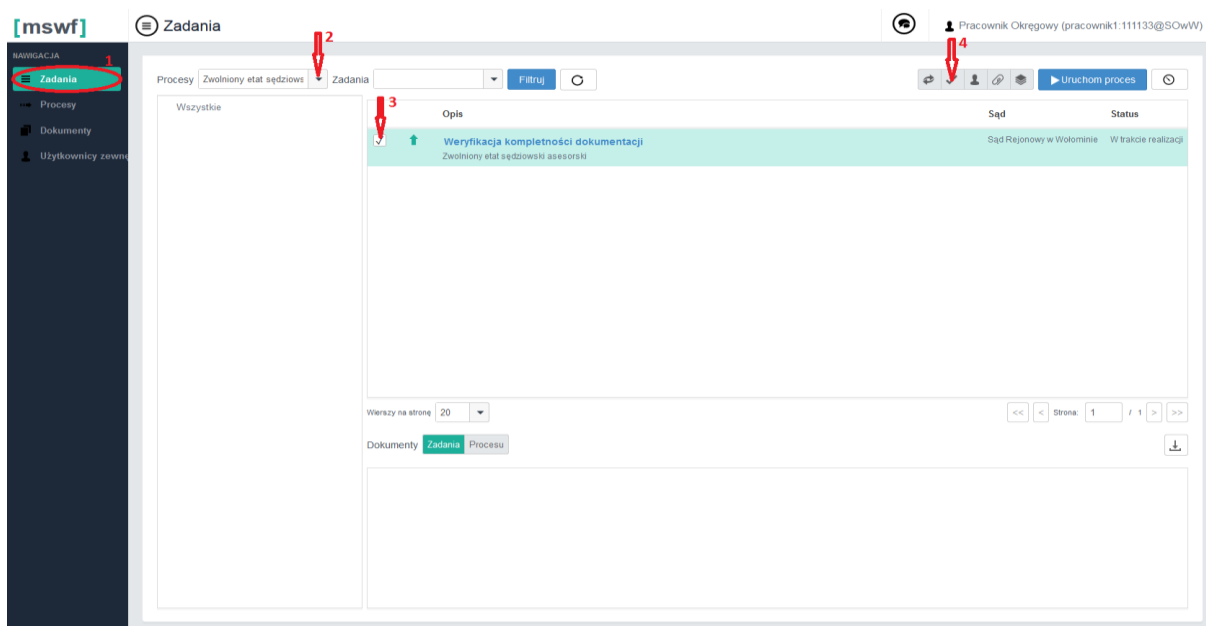 [mswf]
Zadania
Pracownik Okręgowy (pracownik1:111133@SOwW)
NAWIGACJA
1
2
4
Zadania
Procesy
Dokumenty
Użytkownicy zewnę
Procesy Zwolniony etat sędziows Zadania Filtruj Uruchom proces
Wszystkie
3
Opis Sąd Status
Weryfikacja kompletności dokumentacji Sąd Rejonowy w Wołominie W trakcie realizacji
Zwolniony etat sędziowski asesorski
Wierszy na stronę 20 << < Strona: 1 / 1 > >>
Dokumenty Zadania Procesu